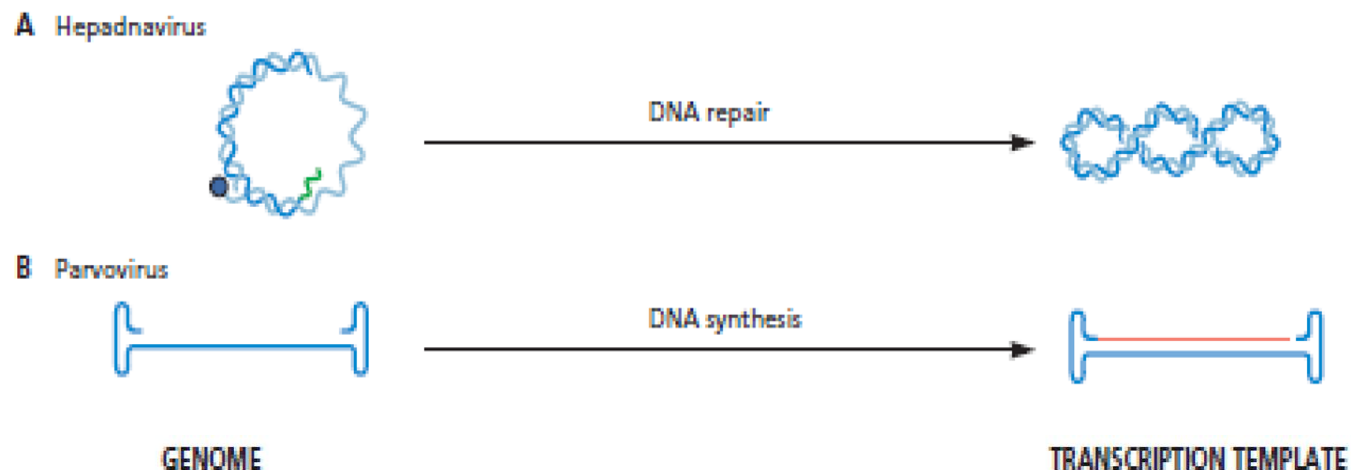 A Hepadnavirus
DNA repair
B Parvovirus
DNA synthesis
GENOME
TRANSCRIPTION TEMPLATE